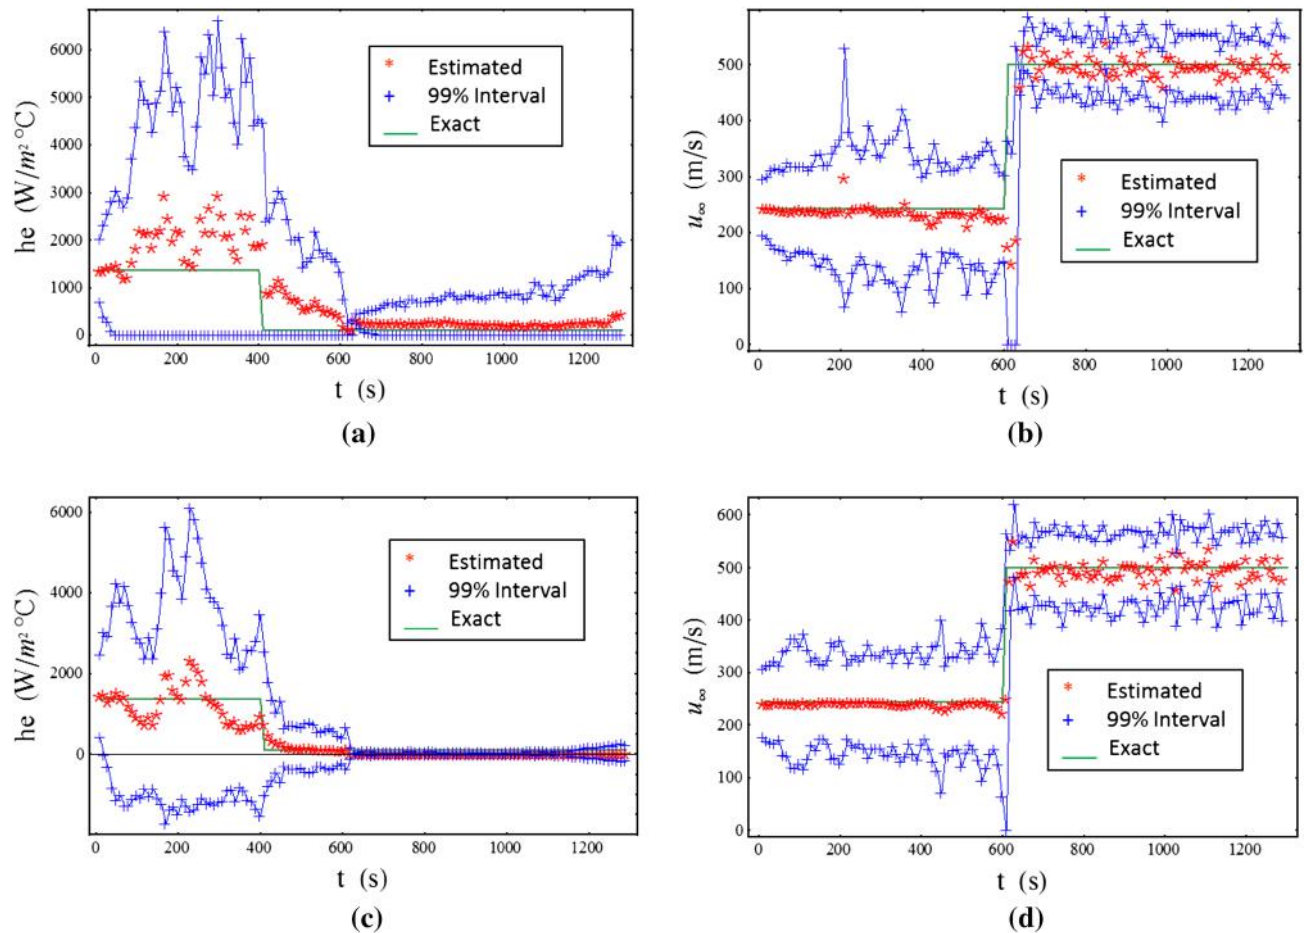 6000
5000
4000
3000
2000
1000
0
he (W/m² °C)
Estimated
99% Interval
Exact
0 200 400 600 800 1000 1200
t (s)
(a)
500
400
300
200
100
0
u∞ (m/s)
Estimated
99% Interval
Exact
0 200 400 600 800 1000 1200
t (s)
(b)
6000
4000
2000
0
he (W/m² °C)
Estimated
99% Interval
Exact
0 200 400 600 800 1000 1200
t (s)
(c)
600
500
400
300
200
100
0
u∞ (m/s)
Estimated
99% Interval
Exact
0 200 400 600 800 1000 1200
t (s)
(d)